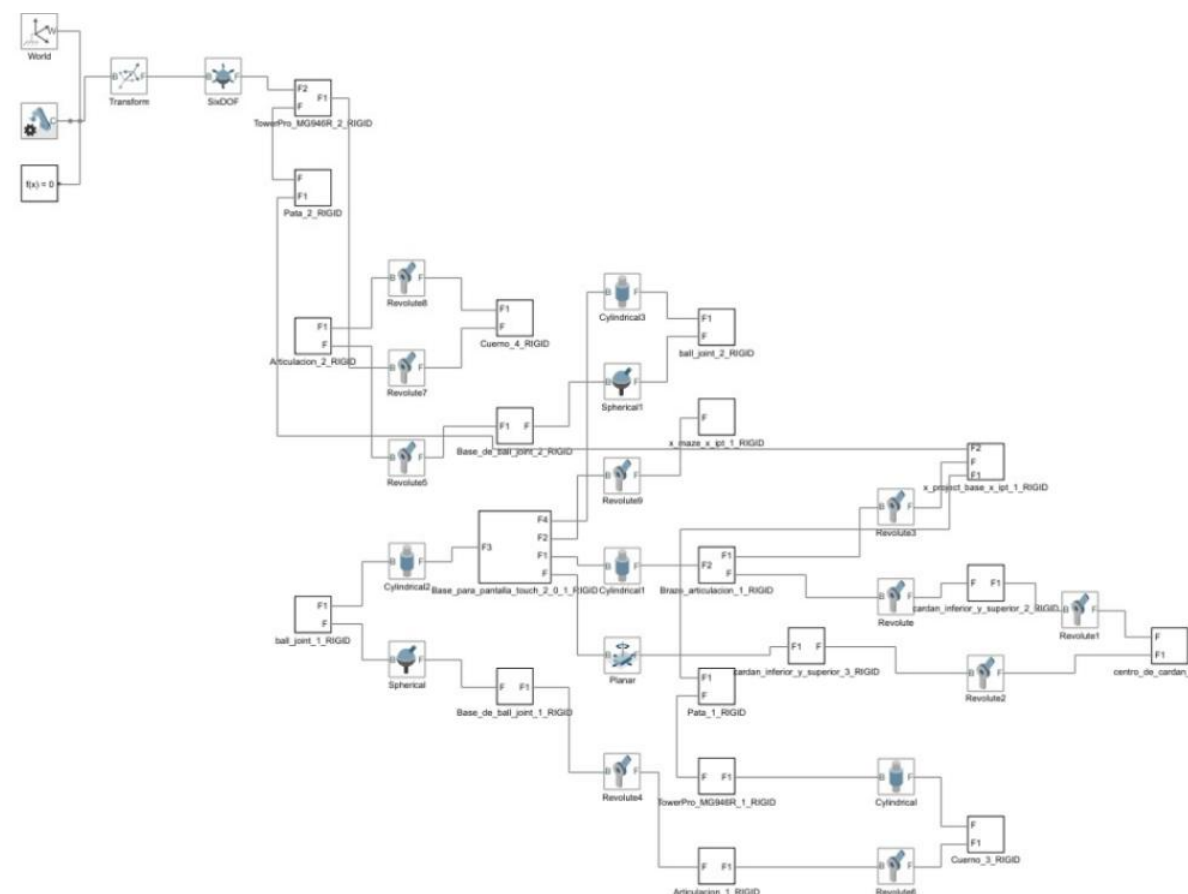 W
World
B F
Transform
B F
SixDOF
F2
F F1
TowerPro_MG946R_2_RIGID
C
f(x) = 0
F
F1
Pata_2_RIGID
B F
Revolute8
F1
F
Articulacion_2_RIGID
F1
F
Cuerno_4_RIGID
B F
Revolute7
B F
Cylindrical3
F1
F
ball_joint_2_RIGID
B F
Spherical1
F1 F
Base_de_ball_joint_2_RIGID
F
x_maze_x_ipt_1_RIGID
B F
Revolute5
B F
Revolute9
F2
F
F1
x_proyect_base_x_ipt_1_RIGID
B F
Revolute3
F3
F4
F2
F1
F
Base_para_pantalla_touch_2_0_1_RIGID
B F
Cylindrical2
B F
Cylindrical1
F2
F1
F
Brazo_articulacion_1_RIGID
B F
Revolute
F F1
cardan_inferior_y_superior_2_RIGID
B F
Revolute1
F1
F
ball_joint_1_RIGID
B F
Spherical
B F
Planar
F1 F
cardan_inferior_y_superior_3_RIGID
B F
Revolute2
F
F1
centro_de_cardan_
F F1
Base_de_ball_joint_1_RIGID
F1
F
Pata_1_RIGID
B F
Revolute4
F F1
TowerPro_MG946R_1_RIGID
B F
Cylindrical
F
F1
Cuerno_3_RIGID
F F1
Articulacion_1_RIGID
B F
Revolute6